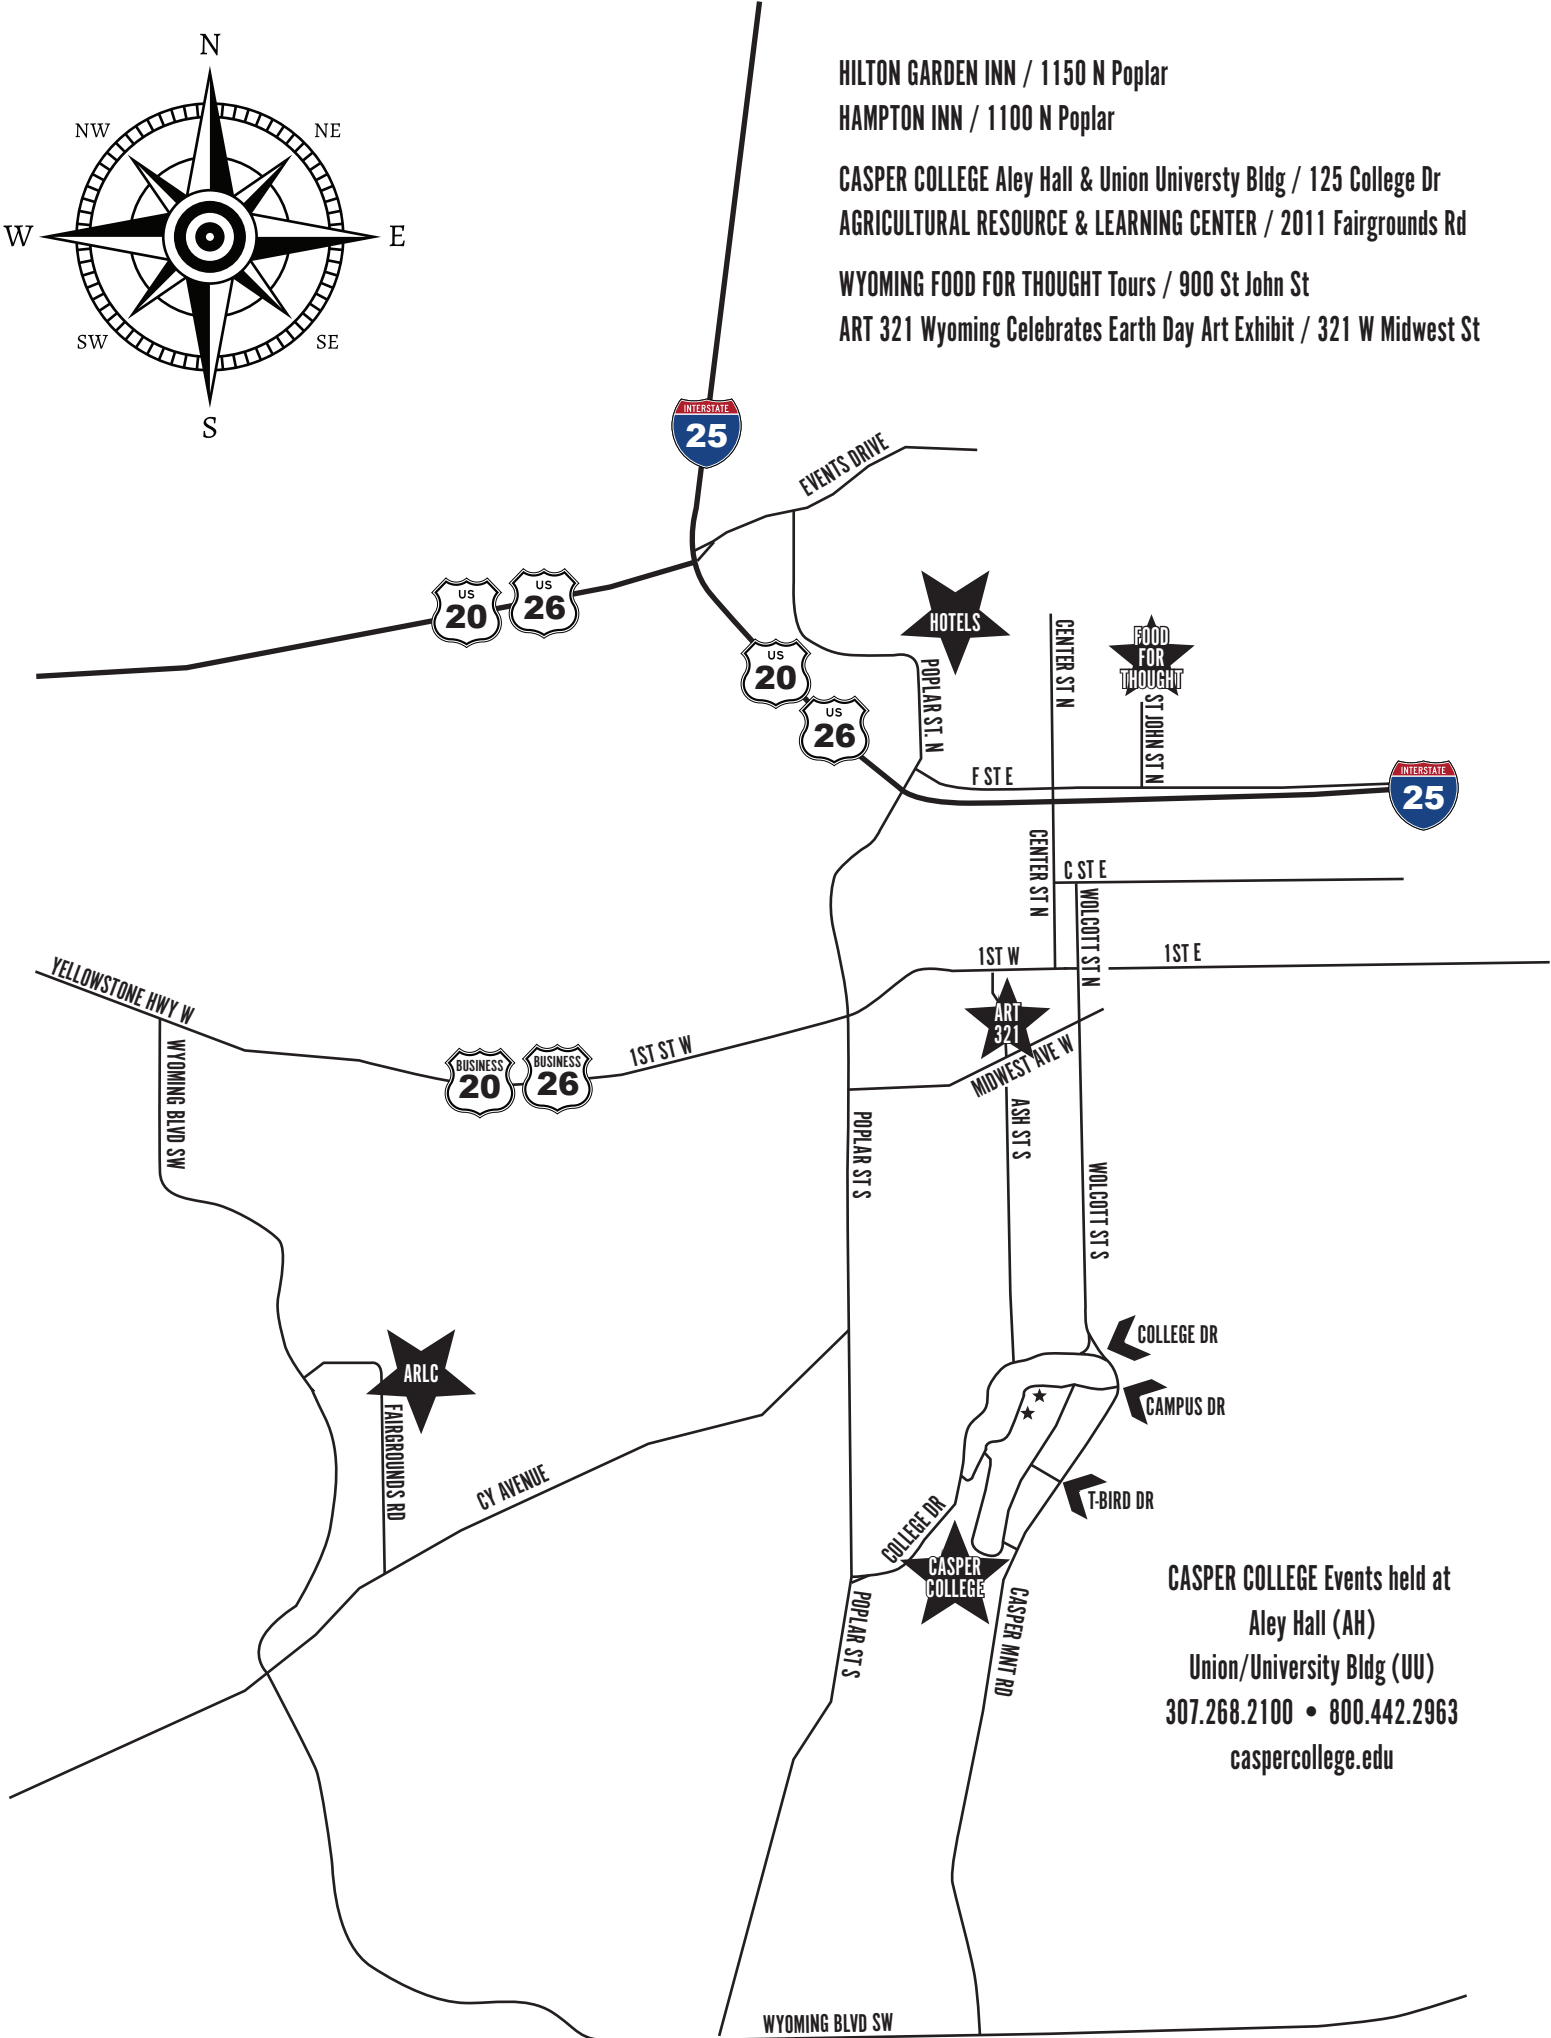 N
NW
NE
W
E
SW
SE
S
HILTON GARDEN INN / 1150 N Poplar
HAMPTON INN / 1100 N Poplar
CASPER COLLEGE Aley Hall & Union Universty Bldg / 125 College Dr
AGRICULTURAL RESOURCE & LEARNING CENTER / 2011 Fairgrounds Rd
WYOMING FOOD FOR THOUGHT Tours / 900 St John St
ART 321 Wyoming Celebrates Earth Day Art Exhibit / 321 W Midwest St
INTERSTATE
25
EVENTS DRIVE
US
20
US
26
HOTELS
CENTER ST N
FOOD
FOR
THOUGHT
US
20
US
26
POPLAR ST. N
ST JOHN ST N
F ST E
INTERSTATE
25
CENTER ST N
C ST E
WOLCOTT ST N
1ST W
1ST E
YELLOWSTONE HWY W
ART
321
WYOMING BLVD SW
BUSINESS
20
BUSINESS
26
1ST ST W
MIDWEST AVE W
POPLAR ST S
ASH ST S
WOLCOTT ST S
COLLEGE DR
ARLC
CAMPUS DR
FAIRGROUNDS RD
CY AVENUE
T-BIRD DR
COLLEGE DR
CASPER
COLLEGE
POPLAR ST S
CASPER MNT RD
CASPER COLLEGE Events held at
Aley Hall (AH)
Union/University Bldg (UU)
307.268.2100 • 800.442.2963
caspercollege.edu
WYOMING BLVD SW